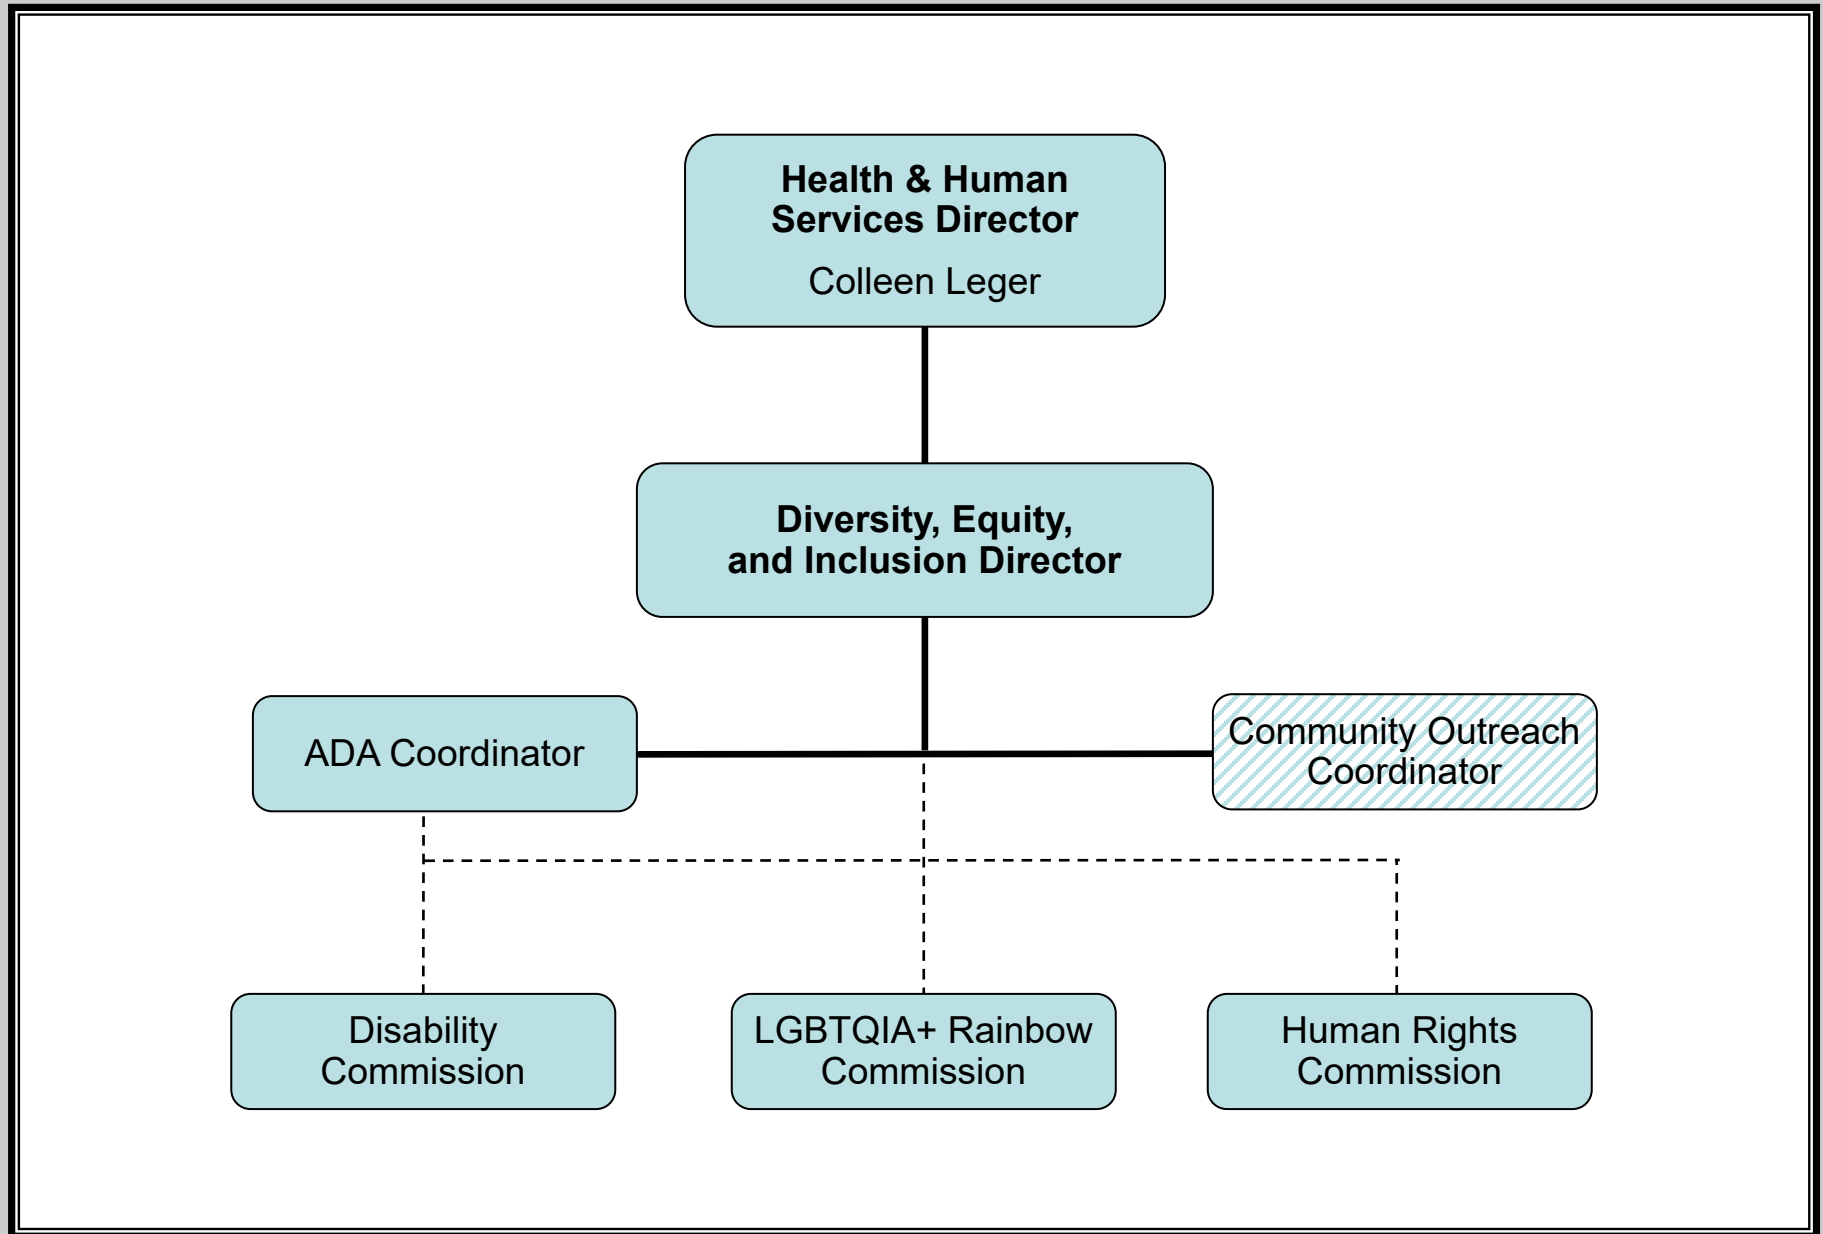 Health & Human
Services Director
Colleen Leger
Diversity, Equity,
and Inclusion Director
ADA Coordinator
Community Outreach
Coordinator
Disability
Commission
LGBTQIA+ Rainbow
Commission
Human Rights
Commission